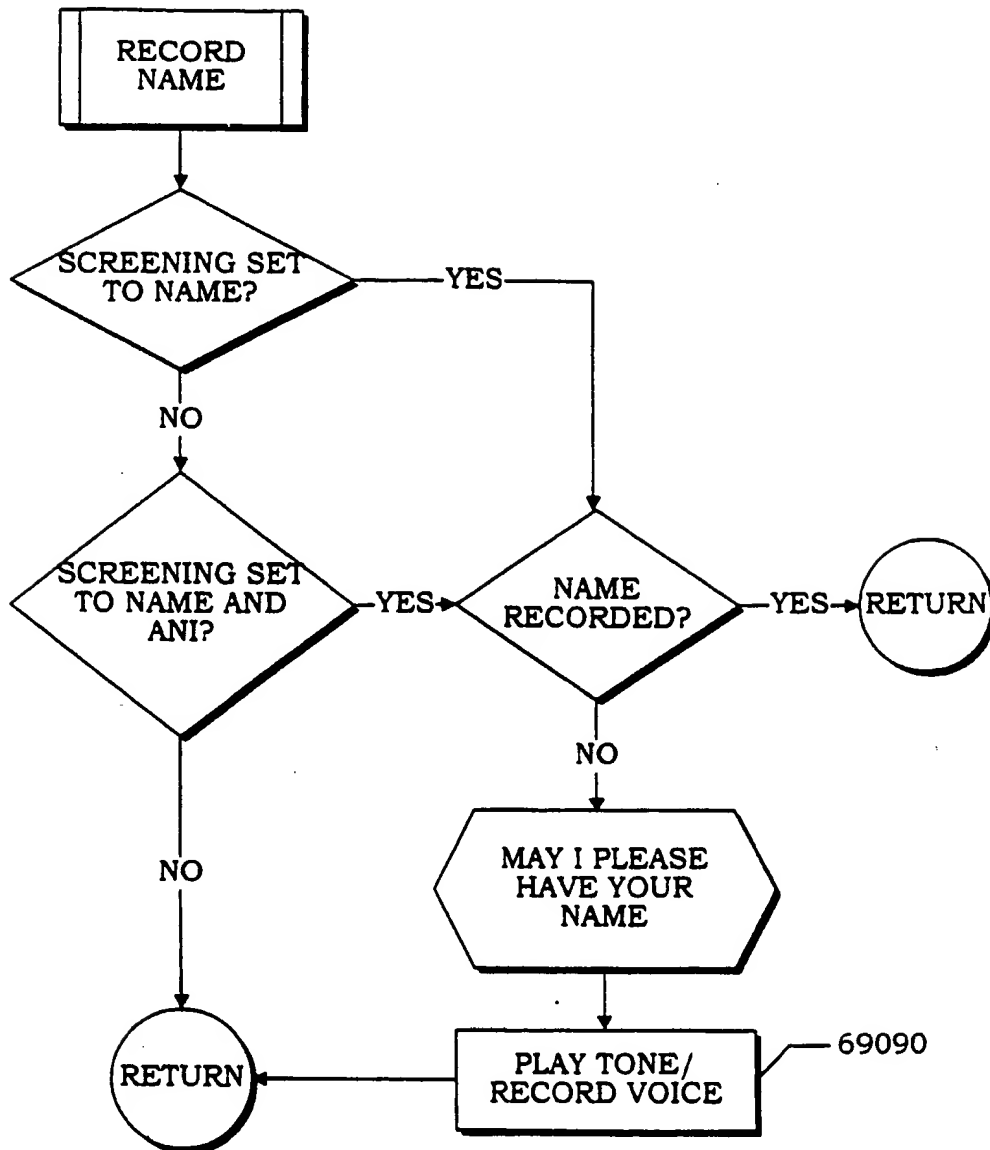 RECORD
NAME
SCREENING SET
TO NAME?
YES
NO
SCREENING SET
TO NAME AND
ANI?
YES
NAME
RECORDED?
YES
RETURN
NO
NO
MAY I PLEASE
HAVE YOUR
NAME
RETURN
PLAY TONE/
RECORD VOICE
69090